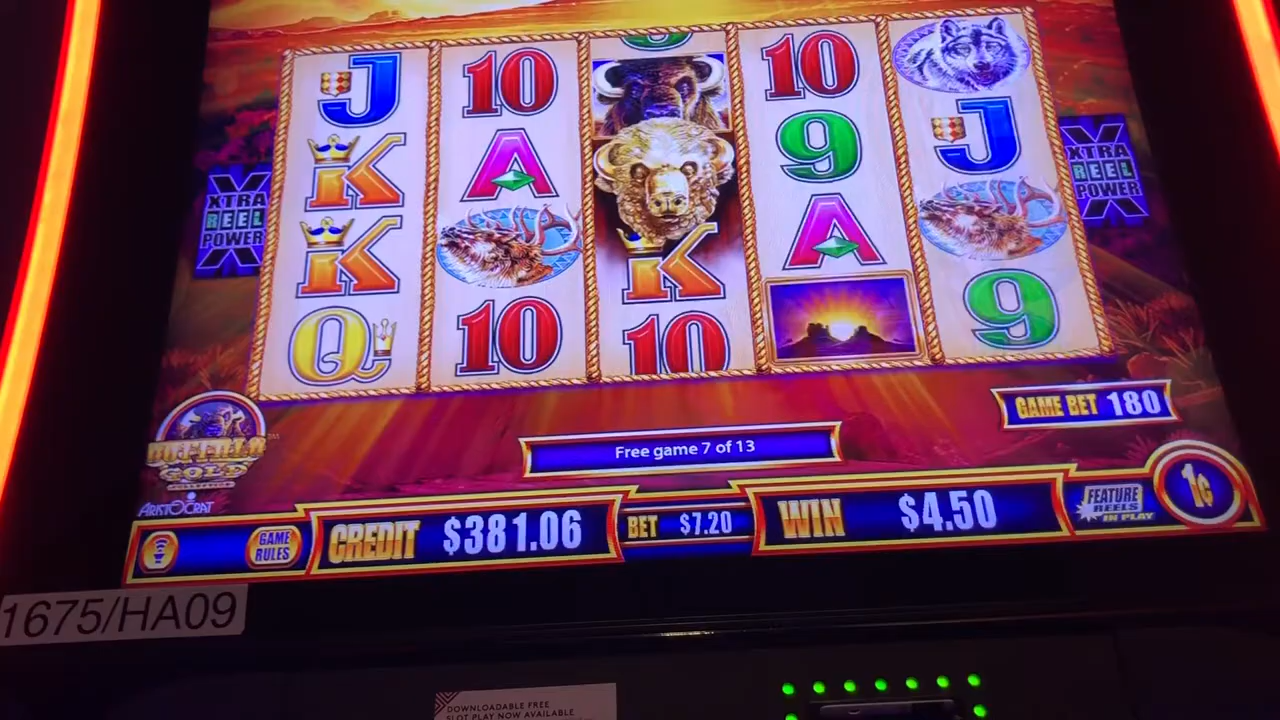 J 10 10
K A 9 J
K K A
Q 10 10 9
XTRA
REEL
POWER
XTRA
REEL
POWER
GAME BET 180
Free game 7 of 13
BUFFALO
GOLD
COLLECTION
ARISTOCRAT
GAME
RULES
CREDIT $381.06
BET $7.20
WIN $4.50
FEATURE
REELS
IN PLAY
1¢
1675/HA09
DOWNLOADABLE FREE
SLOT PLAY NOW AVAILABLE